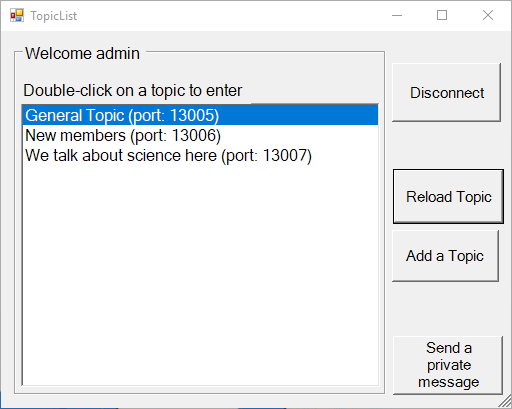 TopicList
Welcome admin
Double-click on a topic to enter
General Topic (port: 13005)
New members (port: 13006)
We talk about science here (port: 13007)
Disconnect
Reload Topic
Add a Topic
Send a
private
message